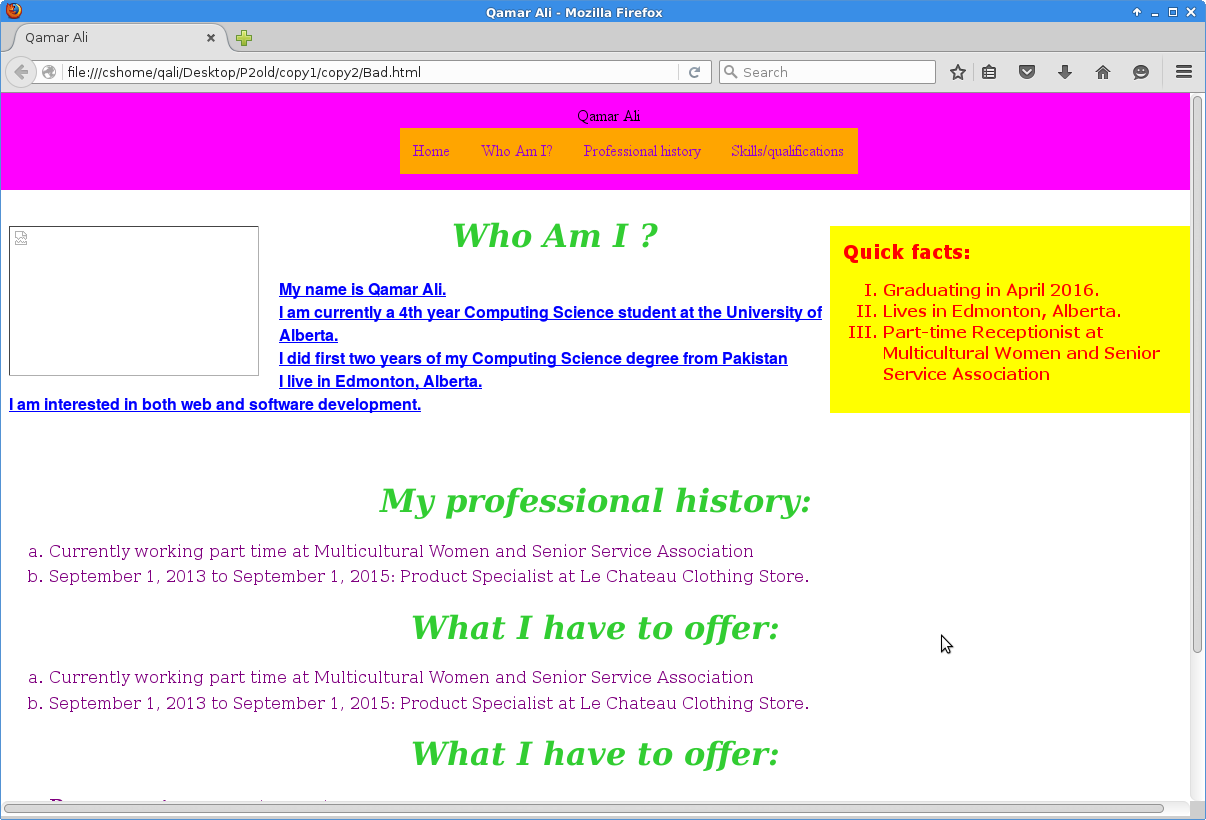 Qamar Ali - Mozilla Firefox
Qamar Ali
file:///cshome/qali/Desktop/P2old/copy1/copy2/Bad.html
Search
Qamar Ali
Home Who Am I? Professional history Skills/qualifications
Who Am I ?
My name is Qamar Ali.
I am currently a 4th year Computing Science student at the University of
Alberta.
I did first two years of my Computing Science degree from Pakistan
I live in Edmonton, Alberta.
I am interested in both web and software development.
Quick facts:
I. Graduating in April 2016.
II. Lives in Edmonton, Alberta.
III. Part-time Receptionist at
Multicultural Women and Senior
Service Association
My professional history:
a. Currently working part time at Multicultural Women and Senior Service Association
b. September 1, 2013 to September 1, 2015: Product Specialist at Le Chateau Clothing Store.
What I have to offer:
a. Currently working part time at Multicultural Women and Senior Service Association
b. September 1, 2013 to September 1, 2015: Product Specialist at Le Chateau Clothing Store.
What I have to offer: